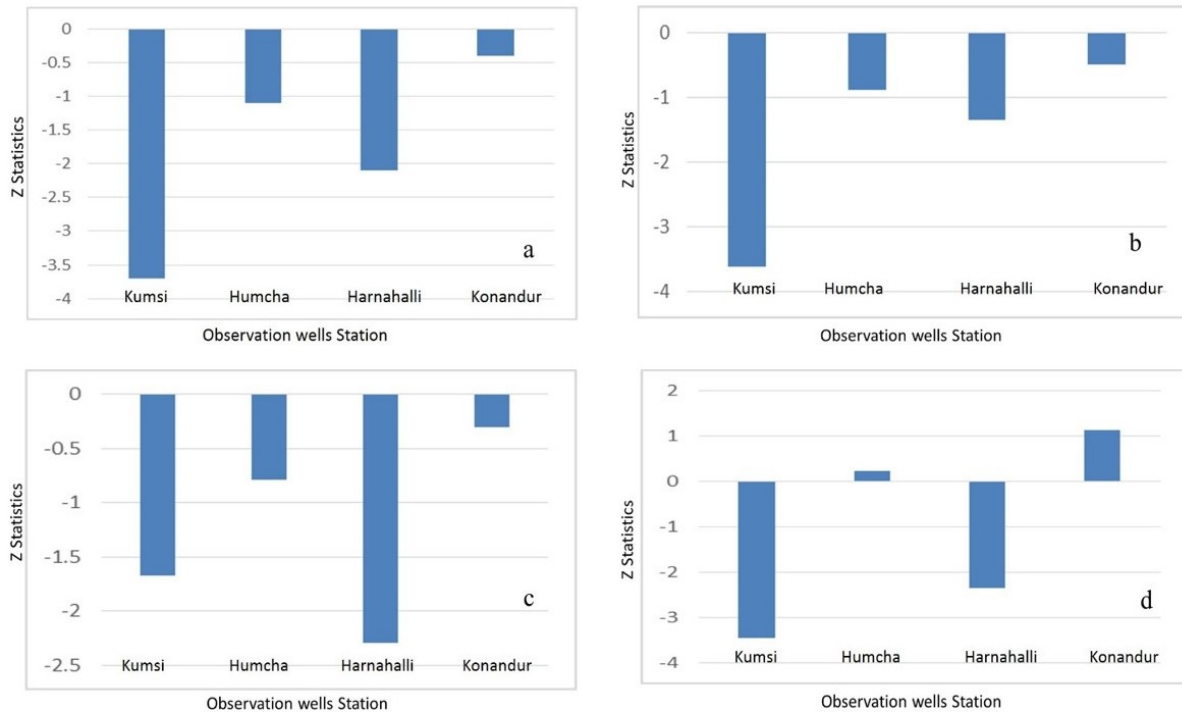 0
-0.5
-1
-1.5
-2
-2.5
-3
-3.5
-4
Z Statistics
Kumsi Humcha Harnahalli Konandur
a
Observation wells Station
0
-1
-2
-3
-4
Z Statistics
Kumsi Humcha Harnahalli Konandur
b
Observation wells Station
0
-0.5
-1
-1.5
-2
-2.5
Z Statistics
Kumsi Humcha Harnahalli Konandur
c
Observation wells Station
2
1
0
-1
-2
-3
-4
Z Statistics
Kumsi Humcha Harnahalli Konandur
d
Observation wells Station